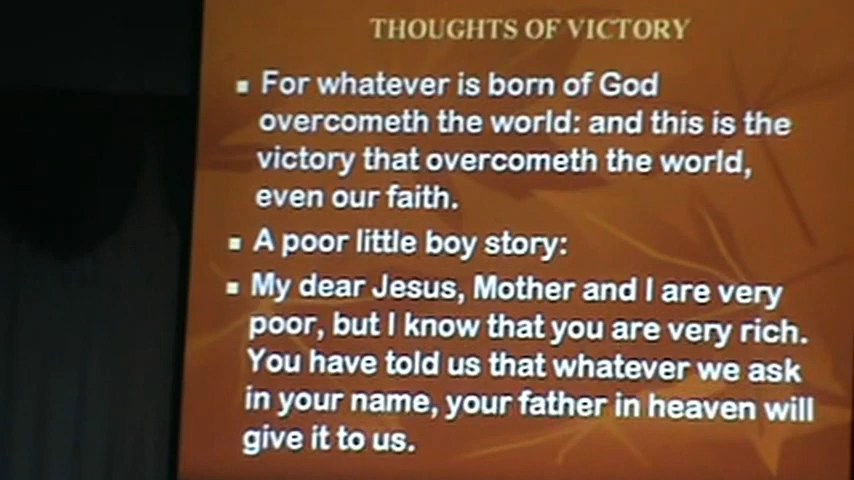 THOUGHTS OF VICTORY
▪ For whatever is born of God
overcometh the world: and this is the
victory that overcometh the world,
even our faith.
▪ A poor little boy story:
▪ My dear Jesus, Mother and I are very
poor, but I know that you are very rich.
You have told us that whatever we ask
in your name, your father in heaven will
give it to us.